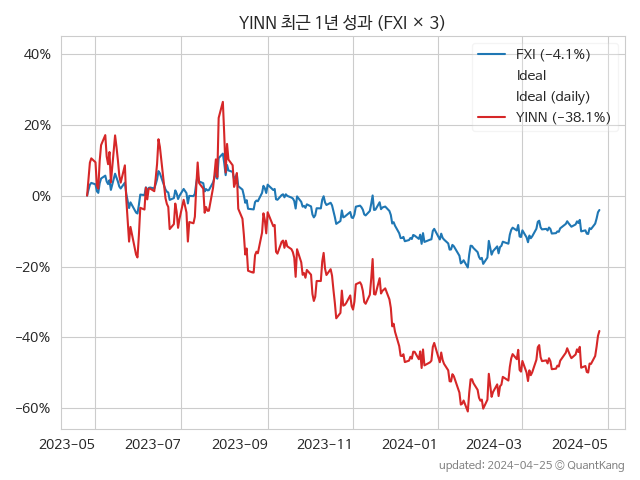 YINN 최근 1년 성과 (FXI × 3)
FXI (−4.1%)
Ideal
Ideal (daily)
YINN (−38.1%)
40%
20%
0%
−20%
−40%
−60%
2023−05 2023−07 2023−09 2023−11 2024−01 2024−03 2024−05
updated: 2024−04−25 © QuantKang